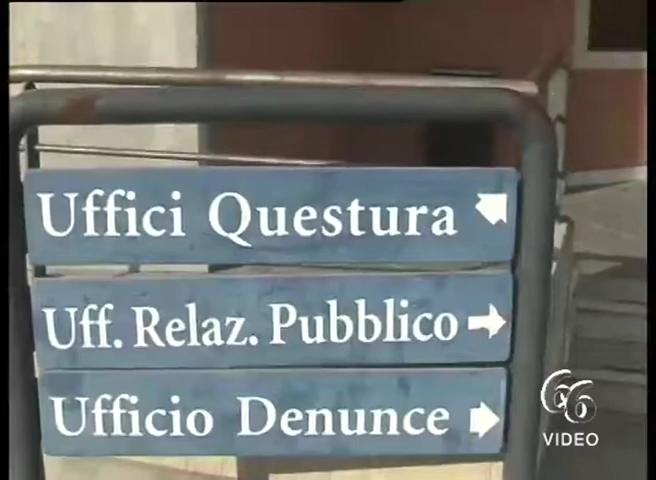 Uffici Questura
Uff. Relaz. Pubblico
Ufficio Denunce
VIDEO